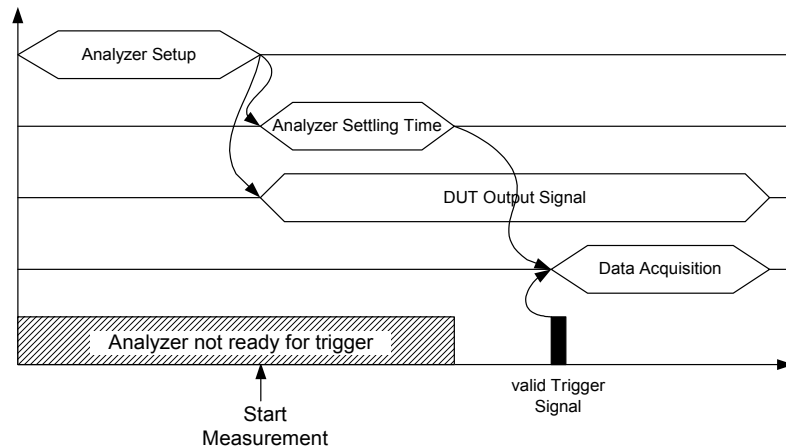 Analyzer Setup
Analyzer Settling Time
DUT Output Signal
Data Acquisition
Analyzer not ready for trigger
valid Trigger
Signal
Start
Measurement